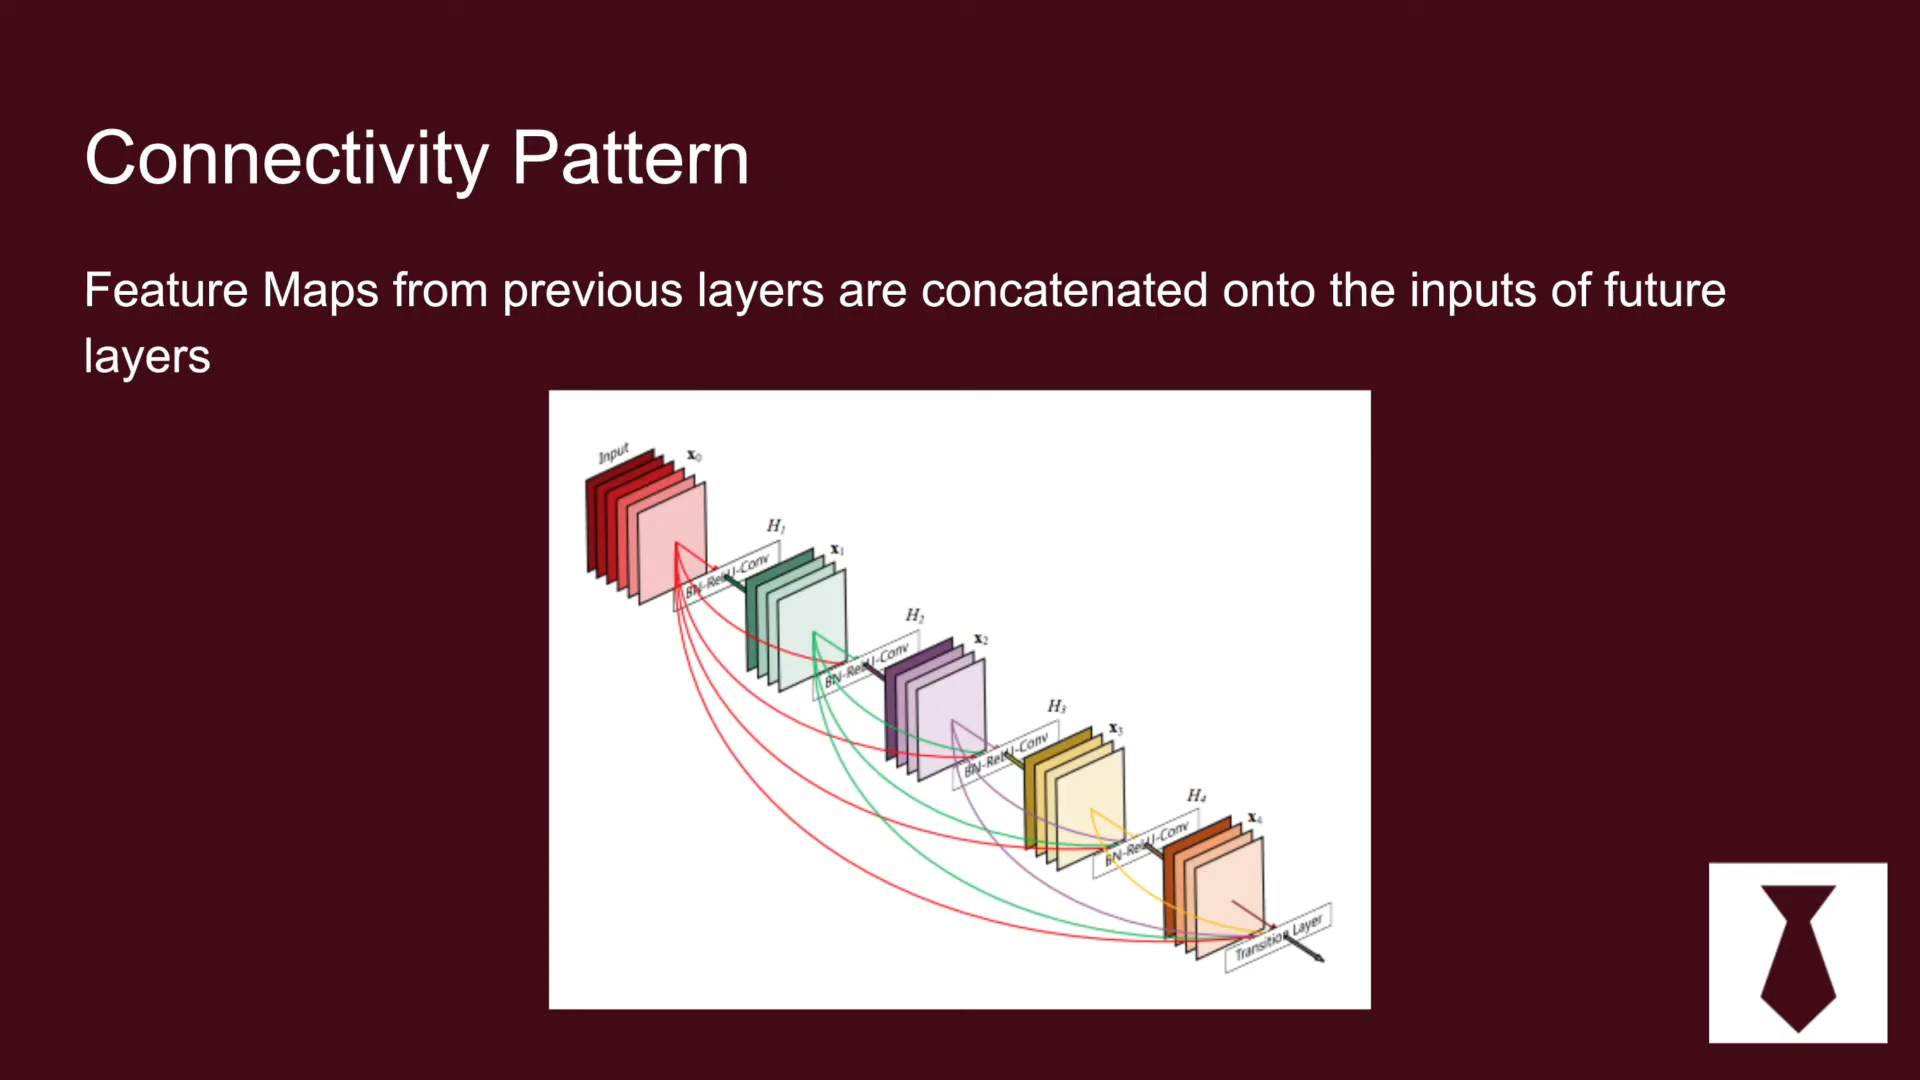 Connectivity Pattern
Feature Maps from previous layers are concatenated onto the inputs of future
layers
Input
x₀
H₁
BN-ReLU-Conv
x₁
H₂
BN-ReLU-Conv
x₂
H₃
BN-ReLU-Conv
x₃
H₄
BN-ReLU-Conv
x₄
Transition Layer